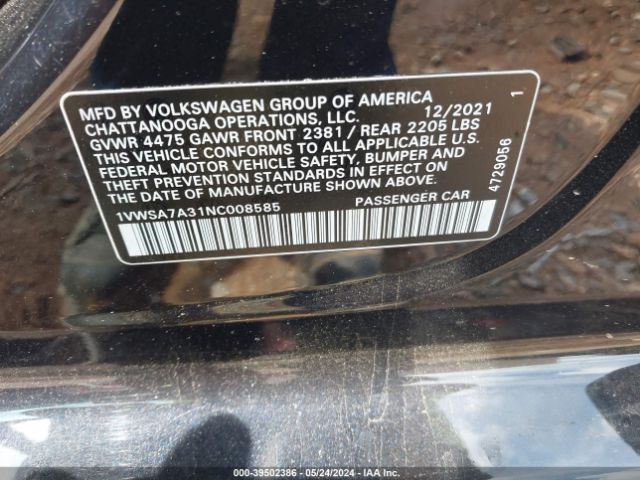 MFD BY VOLKSWAGEN GROUP OF AMERICA
CHATTANOOGA OPERATIONS, LLC. 12/2021 1
GVWR 4475 GAWR FRONT 2381 / REAR 2205 LBS
THIS VEHICLE CONFORMS TO ALL APPLICABLE U.S.
FEDERAL MOTOR VEHICLE SAFETY, BUMPER AND
THEFT PREVENTION STANDARDS IN EFFECT ON
THE DATE OF MANUFACTURE SHOWN ABOVE.
1VWSA7A31NC008585 PASSENGER CAR
4729056
© -000-39502386 - 05/24/2024 - IAA Inc.